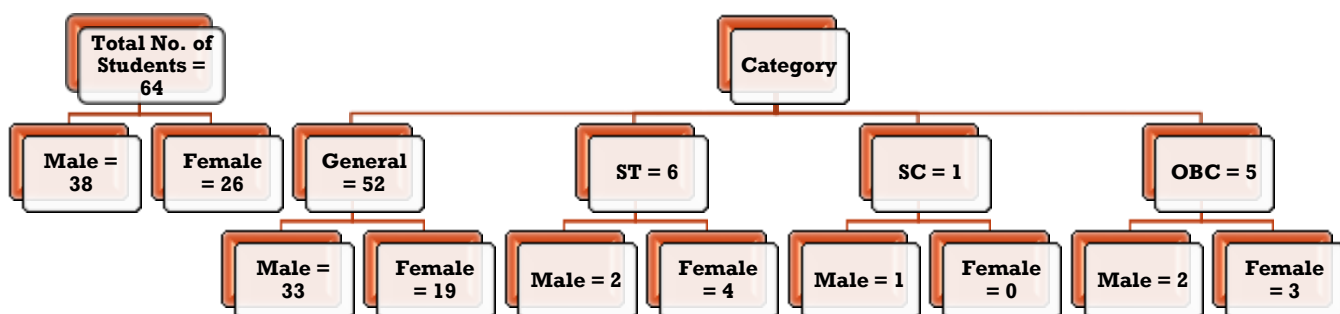 Total No. of
Students =
64
Category
Male =
38
Female
= 26
General
= 52
ST = 6
SC = 1
OBC = 5
Male =
33
Female
= 19
Male = 2
Female
= 4
Male = 1
Female
= 0
Male = 2
Female
= 3